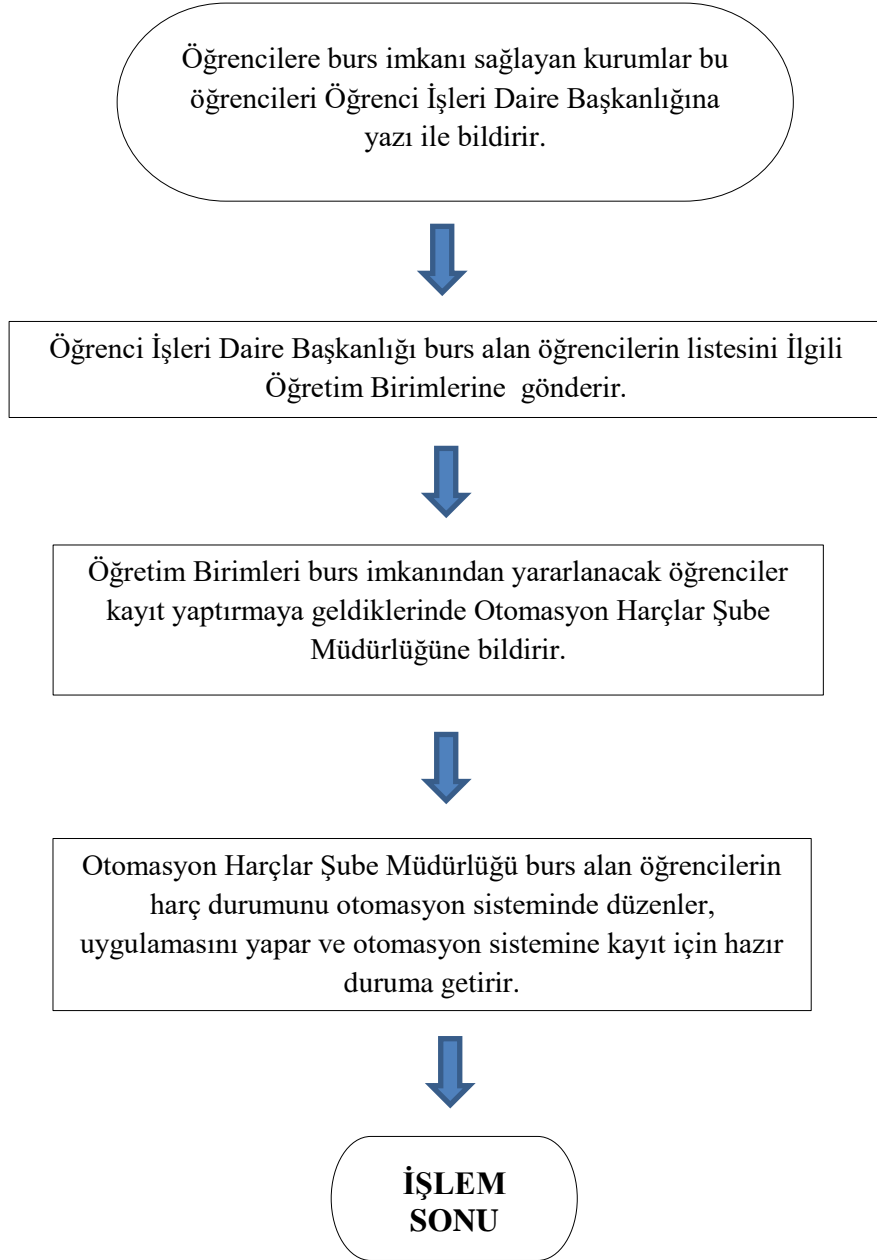 Öğrencilere burs imkanı sağlayan kurumlar bu
öğrencileri Öğrenci İşleri Daire Başkanlığına
yazı ile bildirir.
Öğrenci İşleri Daire Başkanlığı burs alan öğrencilerin listesini İlgili
Öğretim Birimlerine gönderir.
Öğretim Birimleri burs imkanından yararlanacak öğrenciler
kayıt yaptırmaya geldiklerinde Otomasyon Harçlar Şube
Müdürlüğüne bildirir.
Otomasyon Harçlar Şube Müdürlüğü burs alan öğrencilerin
harç durumunu otomasyon sisteminde düzenler,
uygulamasını yapar ve otomasyon sistemine kayıt için hazır
duruma getirir.
İŞLEM
SONU